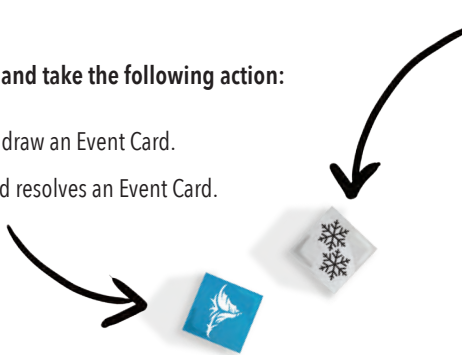 and take the following action:
draw an Event Card.
d resolves an Event Card.